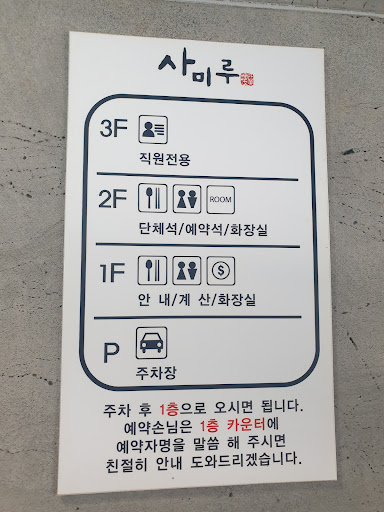 사미루
3F
직원전용
2F
ROOM
단체석/예약석/화장실
1F
$
안 내/계 산/화장실
P
주차장
주차 후 1층으로 오시면 됩니다.
예약손님은 1층 카운터에
예약자명을 말씀 해 주시면
친절히 안내 도와드리겠습니다.